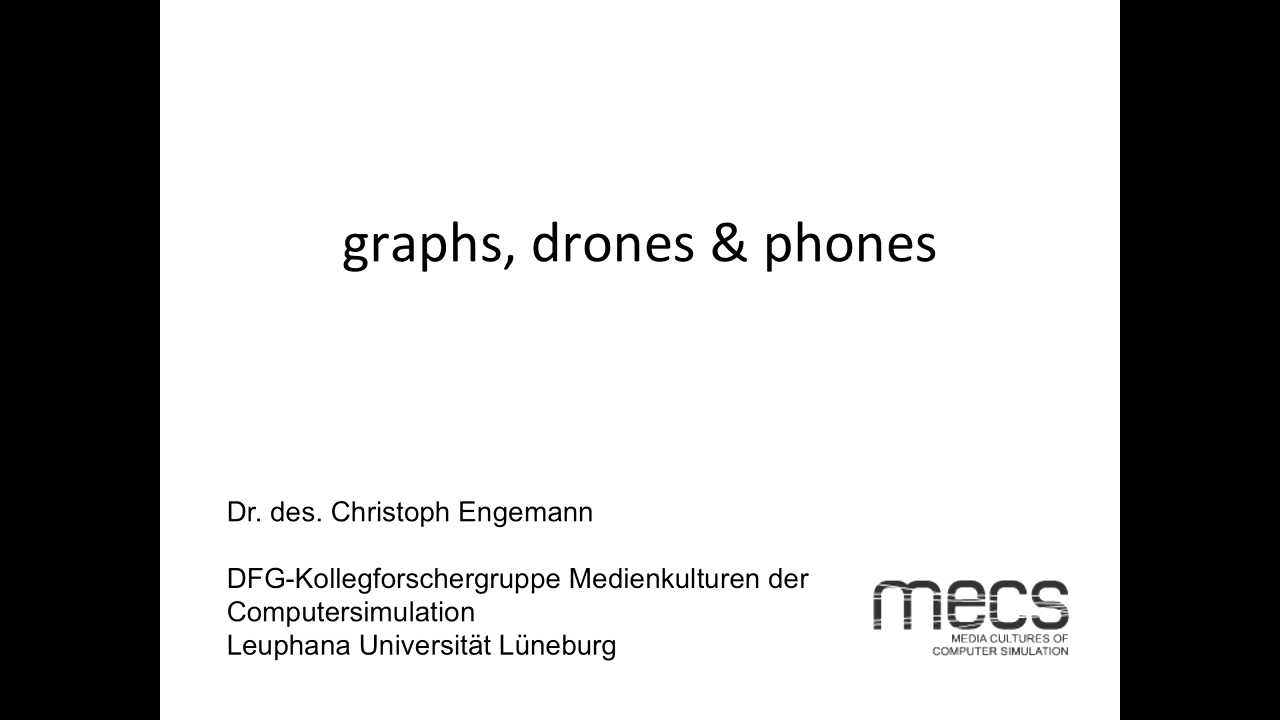 graphs, drones & phones
Dr. des. Christoph Engemann
DFG-Kollegforschergruppe Medienkulturen der
Computersimulation
Leuphana Universität Lüneburg
mecs
MEDIA CULTURES OF
COMPUTER SIMULATION